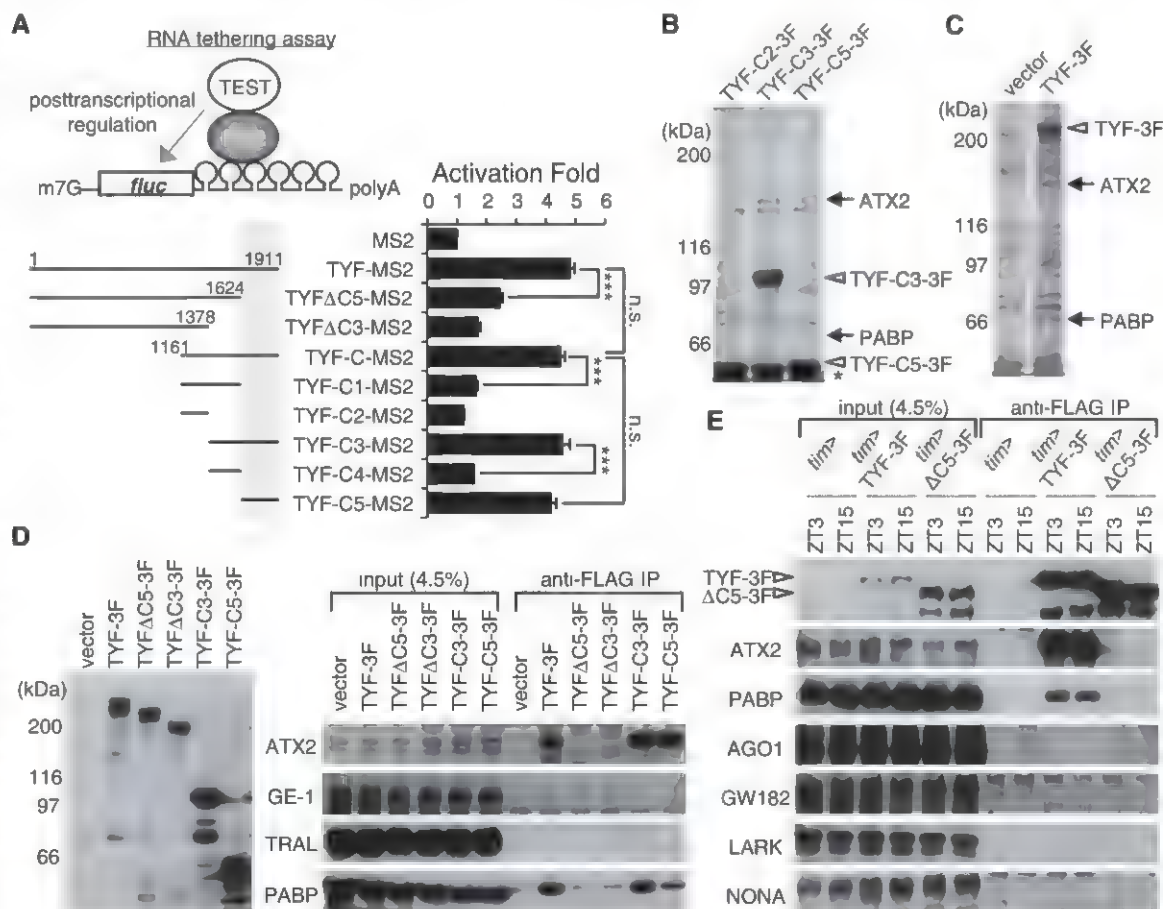 A
RNA tethering assay
TEST
posttranscriptional
regulation
m7G
fluc
polyA
Activation Fold
0 1 2 3 4 5 6
MS2
TYF-MS2
TYFΔC5-MS2
TYFΔC3-MS2
TYF-C-MS2
TYF-C1-MS2
TYF-C2-MS2
TYF-C3-MS2
TYF-C4-MS2
TYF-C5-MS2
1
1911
1624
1378
1161
***
***
***
n.s.
n.s.
B
TYF-C2-3F
TYF-C3-3F
TYF-C5-3F
(kDa)
200
116
97
66
ATX2
TYF-C3-3F
PABP
TYF-C5-3F
*
C
vector
TYF-3F
(kDa)
200
116
97
66
TYF-3F
ATX2
PABP
D
vector
TYF-3F
TYFΔC5-3F
TYFΔC3-3F
TYF-C3-3F
TYF-C5-3F
(kDa)
200
116
97
66
input (4.5%)
anti-FLAG IP
vector
TYF-3F
TYFΔC5-3F
TYFΔC3-3F
TYF-C3-3F
TYF-C5-3F
vector
TYF-3F
TYFΔC5-3F
TYFΔC3-3F
TYF-C3-3F
TYF-C5-3F
ATX2
GE-1
TRAL
PABP
E
input (4.5%)
anti-FLAG IP
tim>
tim>
TYF-3F
tim>
ΔC5-3F
tim>
tim>
TYF-3F
tim>
ΔC5-3F
ZT3
ZT15
ZT3
ZT15
ZT3
ZT15
ZT3
ZT15
ZT3
ZT15
ZT3
ZT15
TYF-3F
ΔC5-3F
ATX2
PABP
AGO1
GW182
LARK
NONA